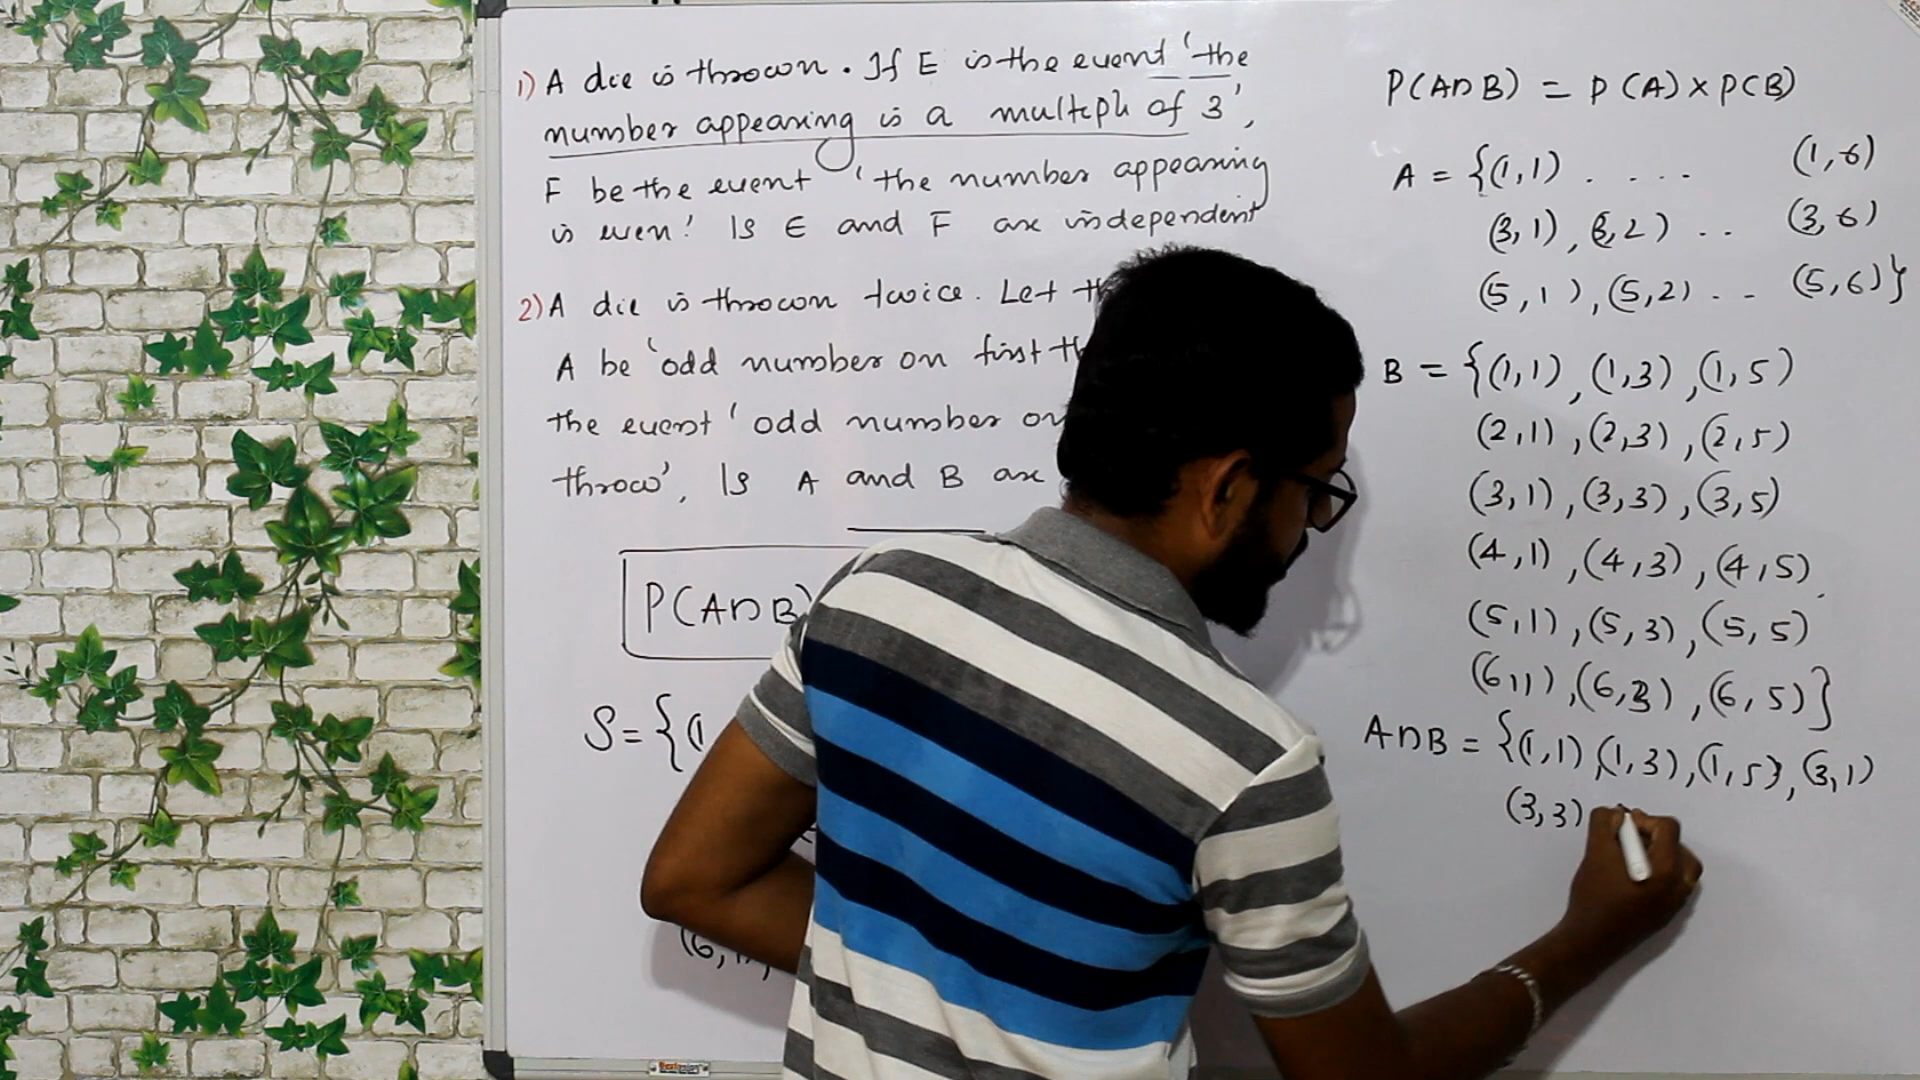 1) A die is thrown. If E is the event 'the
number appearing is a multiple of 3',
F be the event 'the number appearing
is even'. Is E and F are independent
2) A die is thrown twice. Let
A be 'odd number on first
the event 'odd number on
throw', Is A and B are
P(A∩B)
S = {(1
(6,1),
P(A∩B) = P(A) × P(B)
A = {(1,1) . . . . (1,6)
(3,1), (3,2) .. (3,6)
(5,1), (5,2) .. (5,6)}
B = {(1,1), (1,3), (1,5)
(2,1), (2,3), (2,5)
(3,1), (3,3), (3,5)
(4,1), (4,3), (4,5)
(5,1), (5,3), (5,5)
(6,1), (6,3), (6,5)}
A∩B = {(1,1), (1,3), (1,5), (3,1)
(3,3)